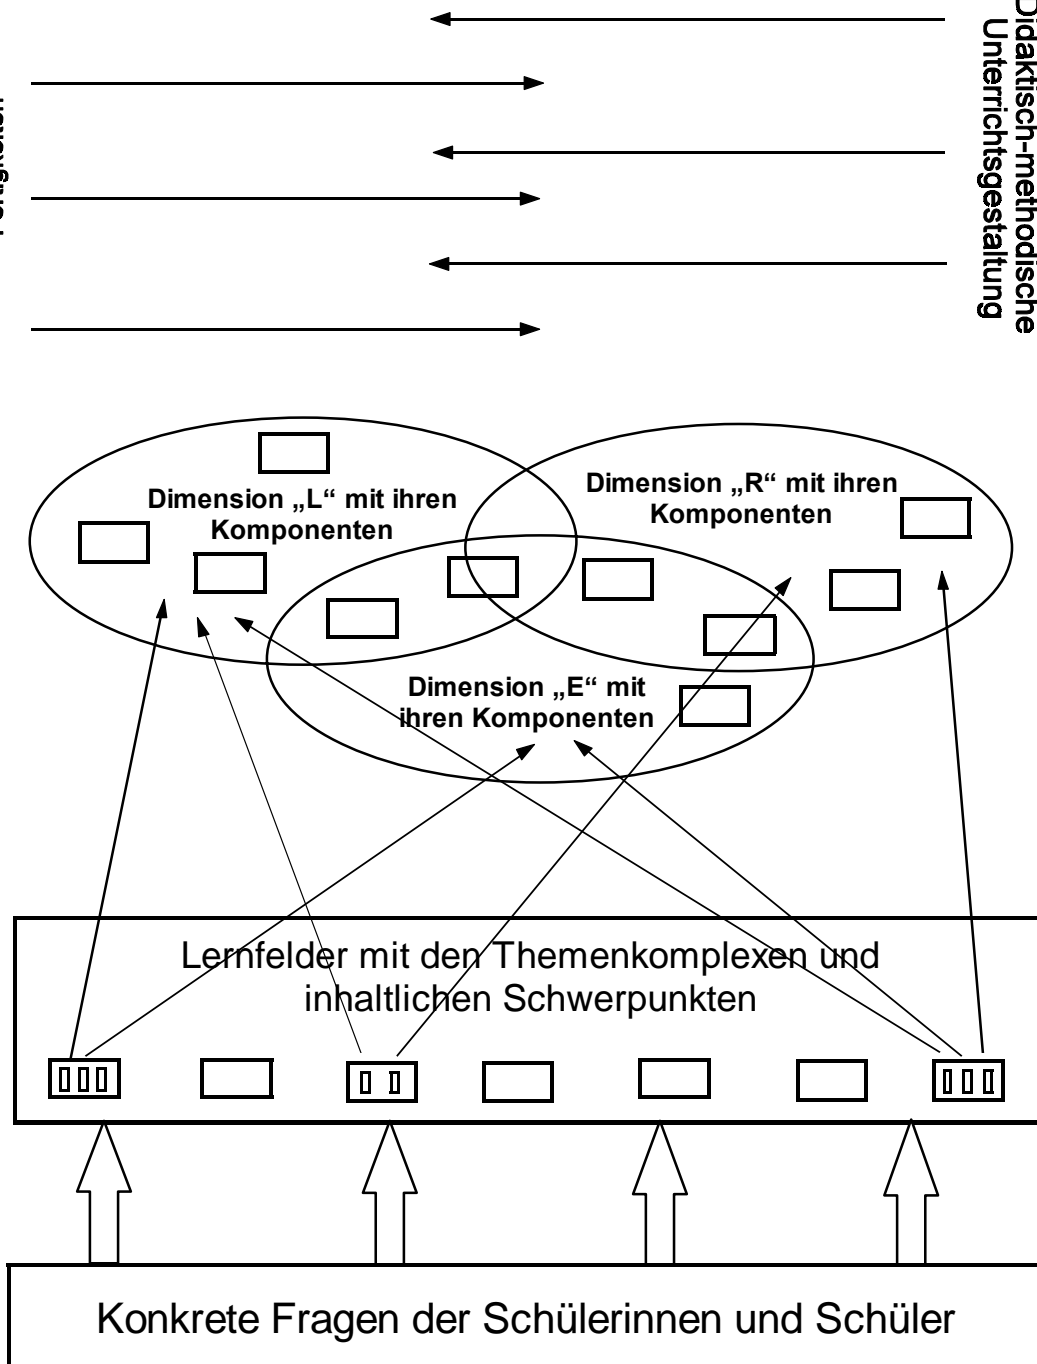 Didaktisch-methodische
Unterrichtsgestaltung
Dimension „L“ mit ihren
Komponenten
Dimension „R“ mit ihren
Komponenten
Dimension „E“ mit
ihren Komponenten
Lernfelder mit den Themenkomplexen und
inhaltlichen Schwerpunkten
Konkrete Fragen der Schülerinnen und Schüler